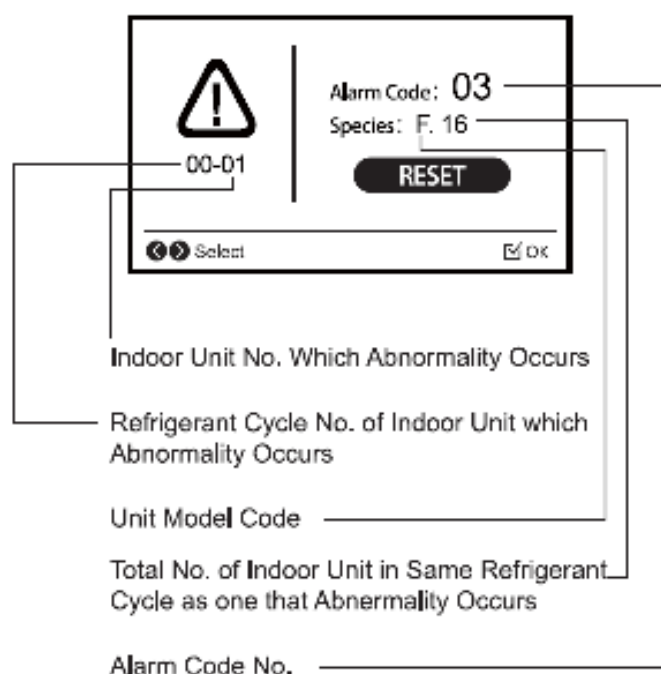 Alarm Code: 03
Species: F. 16
00-01
RESET
Select
OK
Indoor Unit No. Which Abnormality Occurs
Refrigerant Cycle No. of Indoor Unit which
Abnormality Occurs
Unit Model Code
Total No. of Indoor Unit in Same Refrigerant
Cycle as one that Abnermality Occurs
Alarm Code No.